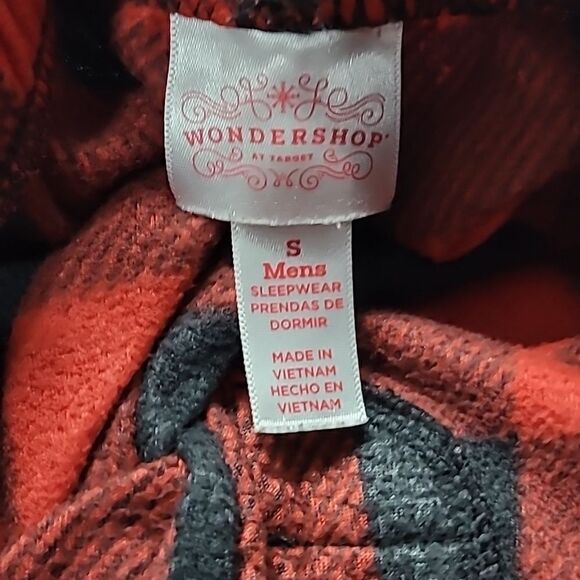 WONDERSHOP
AT TARGET
S
Mens
SLEEPWEAR
PRENDAS DE
DORMIR
MADE IN
VIETNAM
HECHO EN
VIETNAM